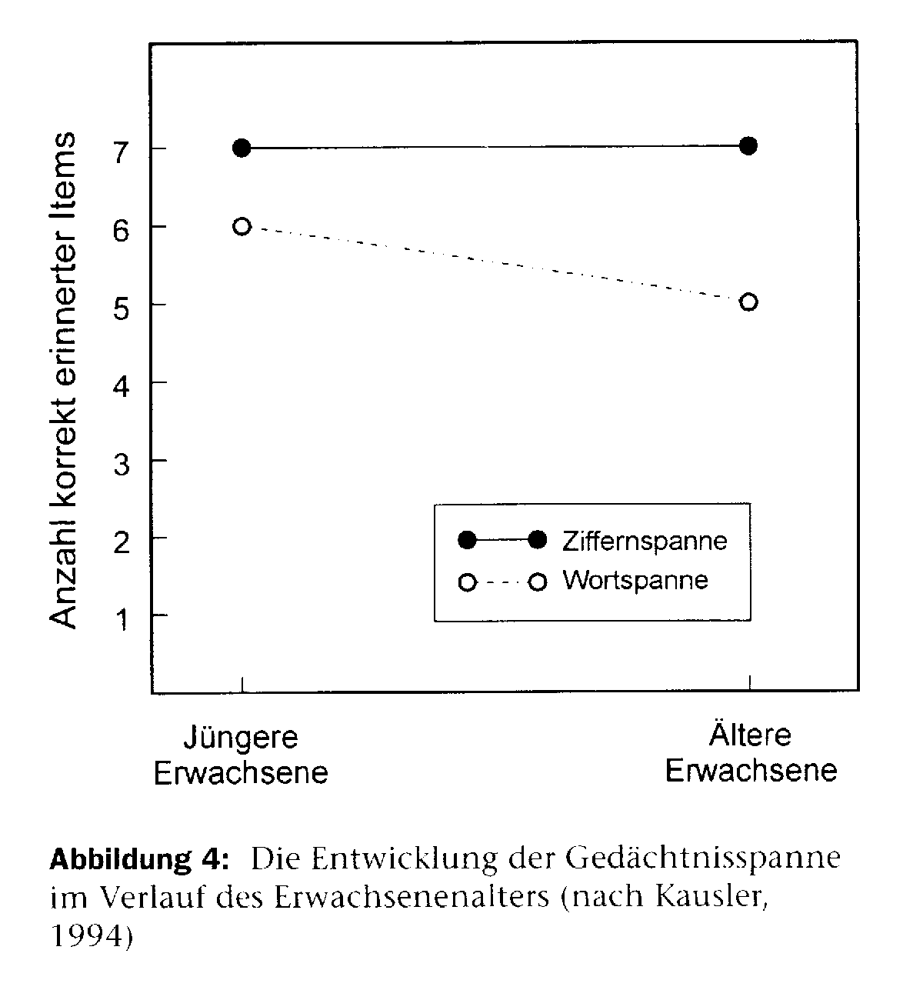 Anzahl korrekt erinnerter Items
7
6
5
4
3
2
1
Ziffernspanne
Wortspanne
Jüngere
Erwachsene
Ältere
Erwachsene
Abbildung 4: Die Entwicklung der Gedächtnisspanne
im Verlauf des Erwachsenenalters (nach Kausler,
1994)